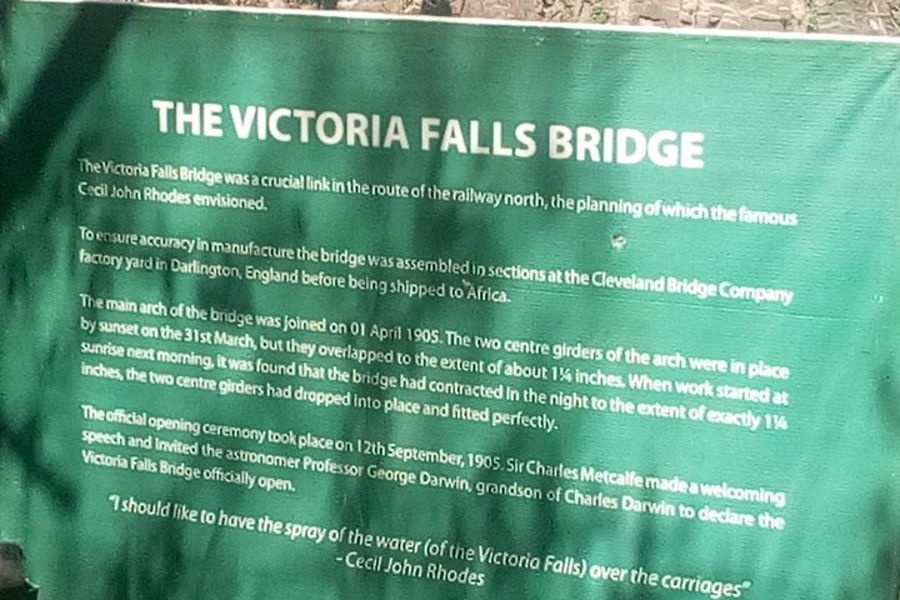 THE VICTORIA FALLS BRIDGE
The Victoria Falls Bridge was a crucial link in the route of the railway north, the planning of which the famous
Cecil John Rhodes envisioned.
To ensure accuracy in manufacture the bridge was assembled in sections at the Cleveland Bridge Company
factory yard in Darlington, England before being shipped to Africa.
The main arch of the bridge was joined on 01 April 1905. The two centre girders of the arch were in place
by sunset on the 31st March, but they overlapped to the extent of about 1¼ inches. When work started at
sunrise next morning, it was found that the bridge had contracted in the night to the extent of exactly 1¼
inches, the two centre girders had dropped into place and fitted perfectly.
The official opening ceremony took place on 12th September, 1905. Sir Charles Metcalfe made a welcoming
speech and invited the astronomer Professor George Darwin, grandson of Charles Darwin to declare the
Victoria Falls Bridge officially open.
"I should like to have the spray of the water (of the Victoria Falls) over the carriages"
- Cecil John Rhodes